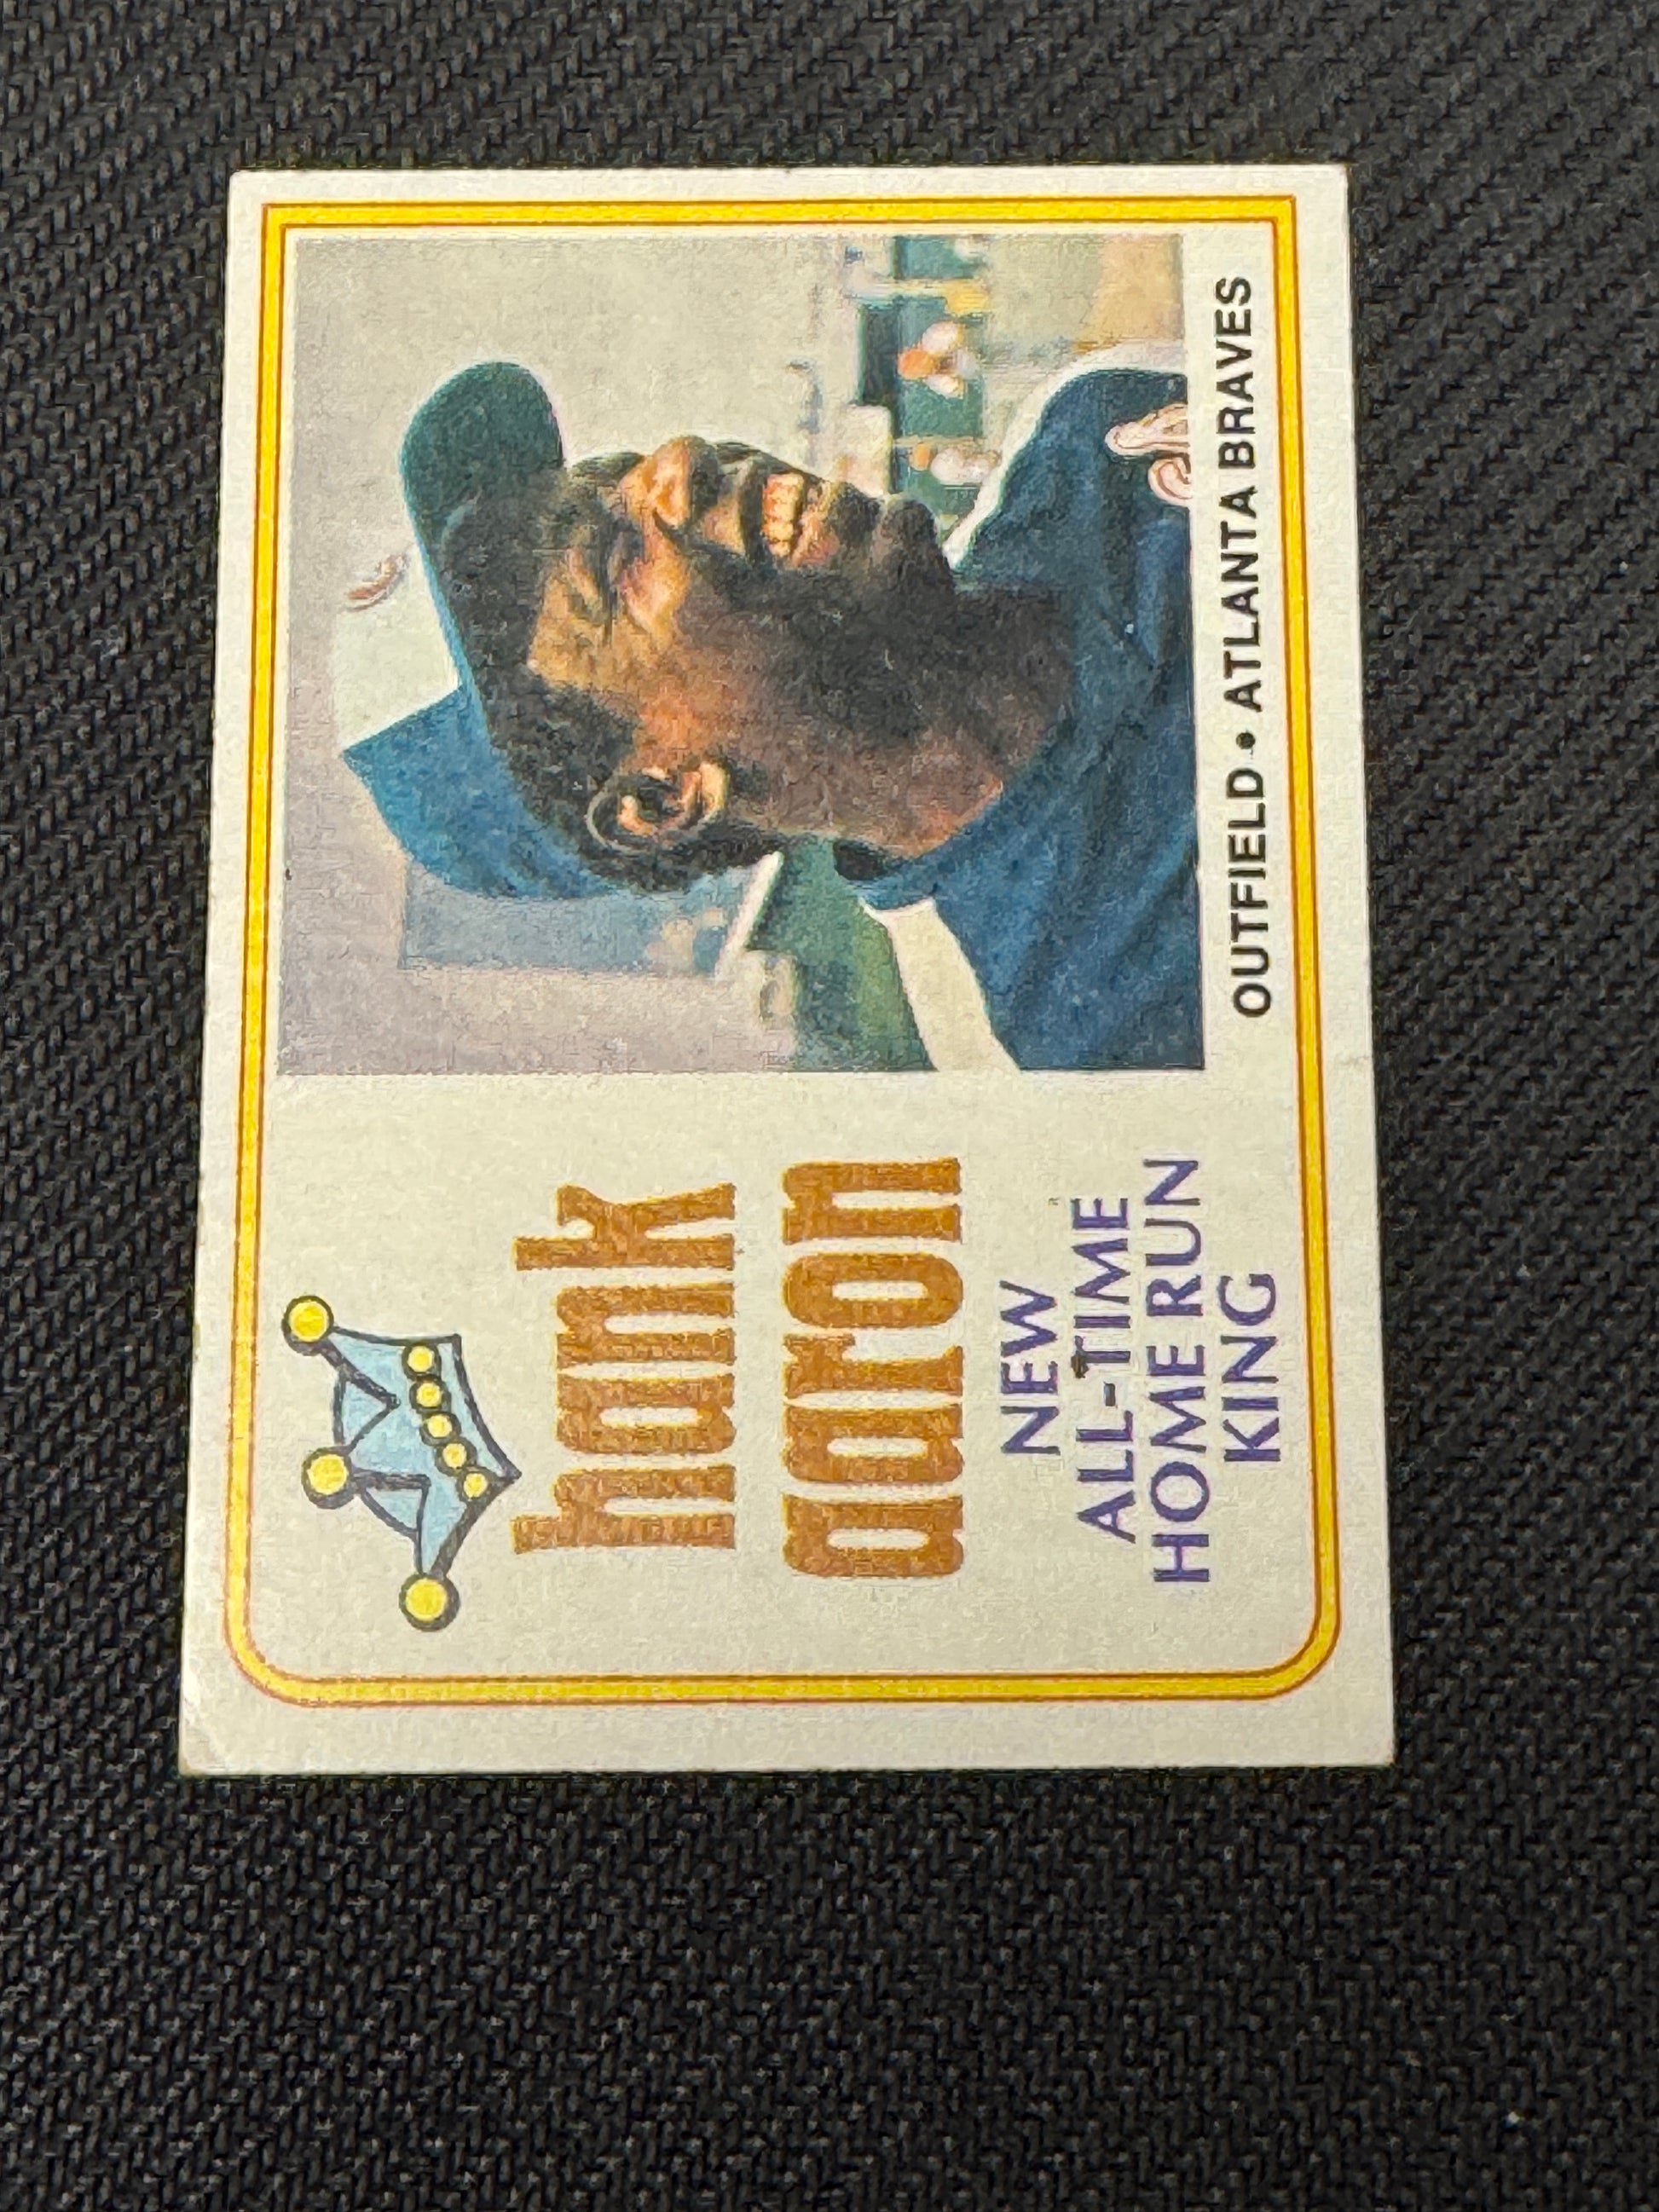 hank
aaron
NEW
ALL-TIME
HOME RUN
KING
OUTFIELD • ATLANTA BRAVES